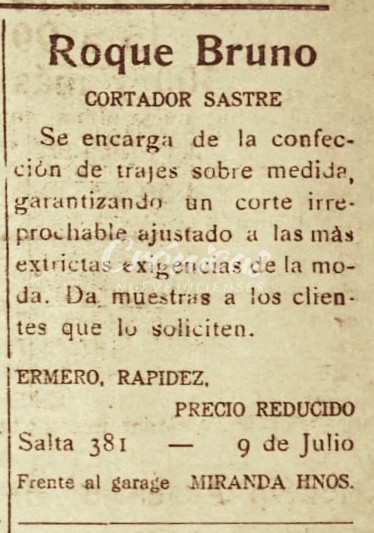 Roque Bruno
CORTADOR SASTRE
Se encarga de la confec-
ción de trajes sobre medida,
garantizando un corte irre-
prochable ajustado a las más
extrictas exigencias de la mo-
da. Da muestras a los clien-
tes que lo soliciten.
Crónicas
NUEVEJULIENSES
ERMERO, RAPIDEZ,
PRECIO REDUCIDO
Salta 381 — 9 de Julio
Frente al garage MIRANDA HNOS.